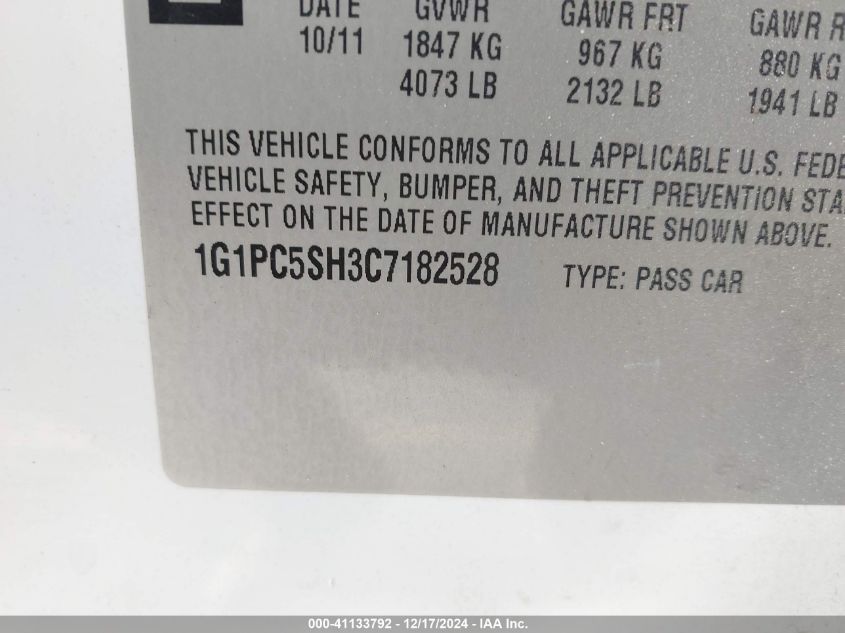 DATE GVWR GAWR FRT GAWR R
10/11 1847 KG 967 KG 880 KG
4073 LB 2132 LB 1941 LB
THIS VEHICLE CONFORMS TO ALL APPLICABLE U.S. FEDE
VEHICLE SAFETY, BUMPER, AND THEFT PREVENTION STA
EFFECT ON THE DATE OF MANUFACTURE SHOWN ABOVE.
1G1PC5SH3C7182528 TYPE: PASS CAR
000-41133792 - 12/17/2024 - IAA Inc.